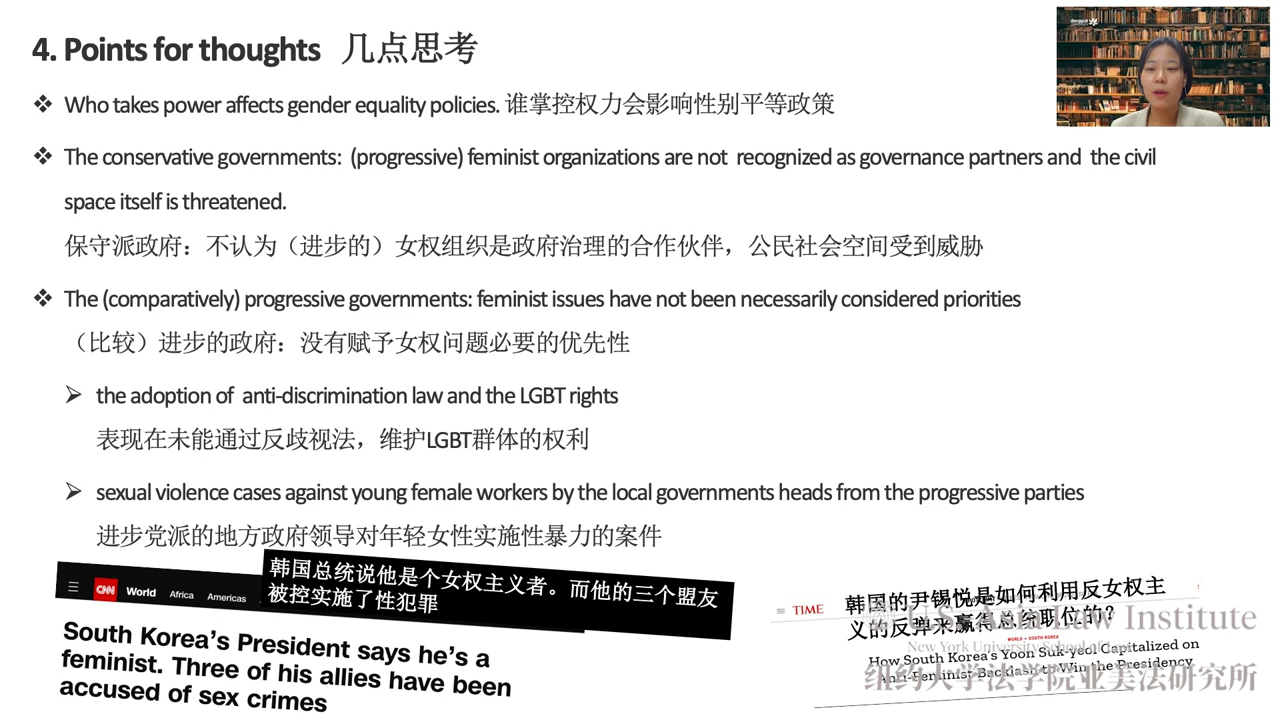 4. Points for thoughts 几点思考
❖ Who takes power affects gender equality policies. 谁掌控权力会影响性别平等政策
❖ The conservative governments: (progressive) feminist organizations are not recognized as governance partners and the civil
space itself is threatened.
保守派政府：不认为（进步的）女权组织是政府治理的合作伙伴，公民社会空间受到威胁
❖ The (comparatively) progressive governments: feminist issues have not been necessarily considered priorities
（比较）进步的政府：没有赋予女权问题必要的优先性
➢ the adoption of anti-discrimination law and the LGBT rights
表现在未能通过反歧视法，维护LGBT群体的权利
➢ sexual violence cases against young female workers by the local governments heads from the progressive parties
进步党派的地方政府领导对年轻女性实施性暴力的案件
CNN World Africa Americas
韩国总统说他是个女权主义者。而他的三个盟友
被控实施了性犯罪
South Korea's President says he's a
feminist. Three of his allies have been
accused of sex crimes
TIME
韩国的尹锡悦是如何利用反女权主
义的反弹来赢得总统职位的?
WORLD • SOUTH KOREA
How South Korea's Yoon Suk-yeol Capitalized on
Anti-Feminist Backlash to Win the Presidency
U.S.-Asia Law Institute
New York University School of Law
纽约大学法学院亚美法研究所